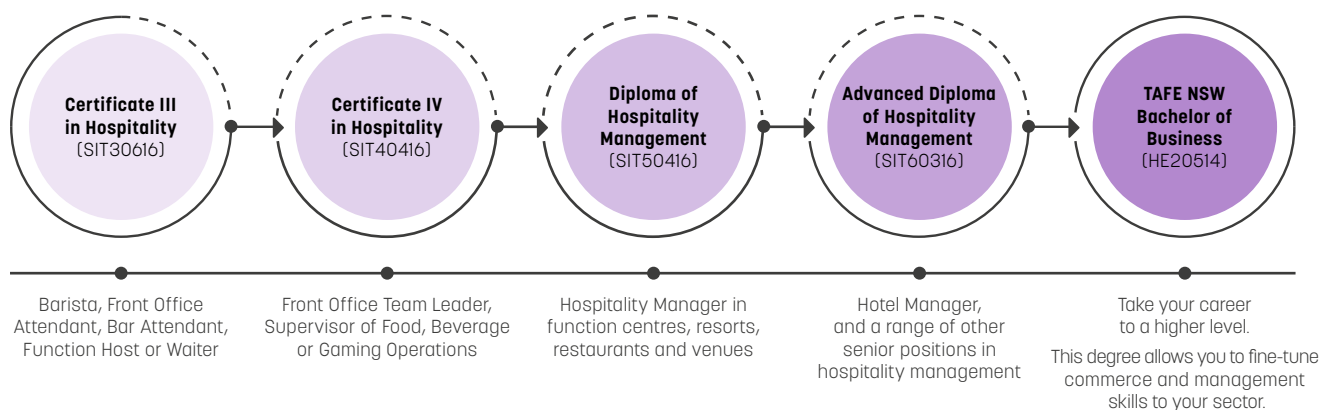 Certificate III
in Hospitality
(SIT30616)
Certificate IV
in Hospitality
(SIT40416)
Diploma of
Hospitality
Management
(SIT50416)
Advanced Diploma
of Hospitality
Management
(SIT60316)
TAFE NSW
Bachelor of
Business
(HE20514)
Barista, Front Office
Attendant, Bar Attendant,
Function Host or Waiter
Front Office Team Leader,
Supervisor of Food, Beverage
or Gaming Operations
Hospitality Manager in
function centres, resorts,
restaurants and venues
Hotel Manager,
and a range of other
senior positions in
hospitality management
Take your career
to a higher level.
This degree allows you to fine-tune
commerce and management
skills to your sector.